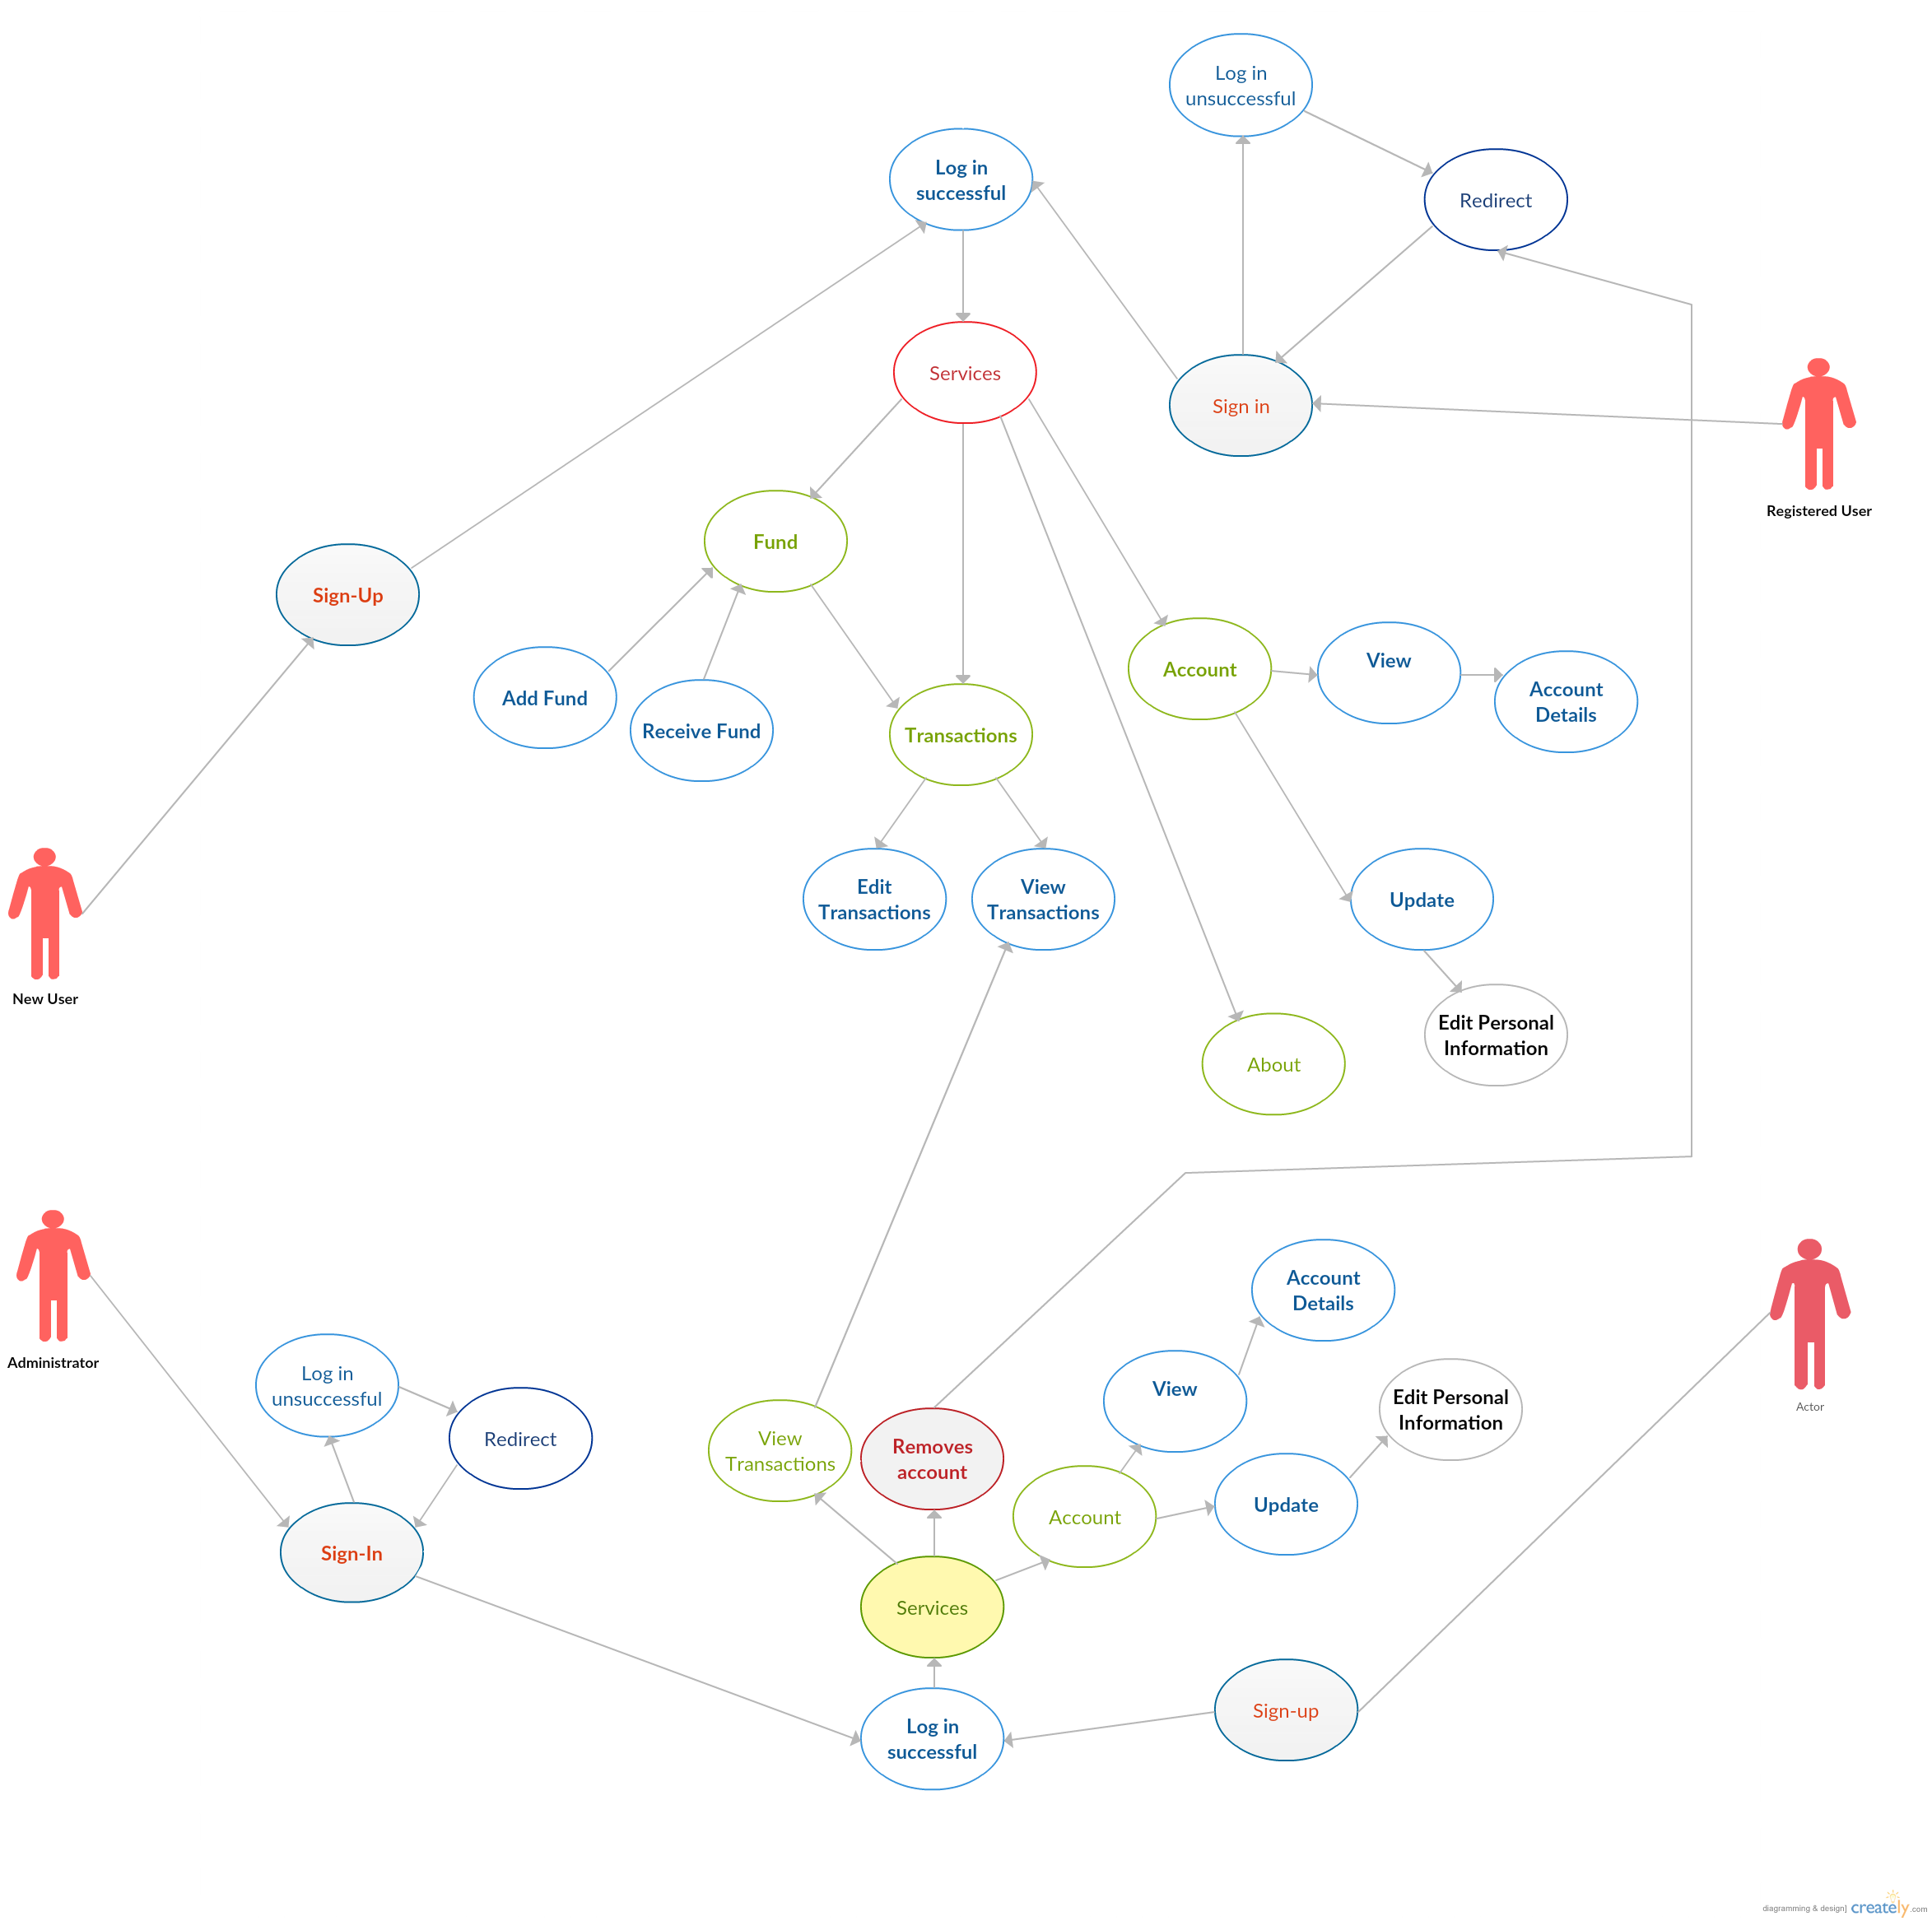 Log in
unsuccessful
Log in
successful
Redirect
Services
Sign in
Registered User
Fund
Sign-Up
Add Fund
Receive Fund
Transactions
Account
View
Account
Details
Edit
Transactions
View
Transactions
Update
New User
Edit Personal
Information
About
Administrator
Account
Details
Log in
unsuccessful
Redirect
View
Edit Personal
Information
Actor
View
Transactions
Removes
account
Account
Update
Sign-In
Services
Sign-up
Log in
successful
diagramming & design] creately.com